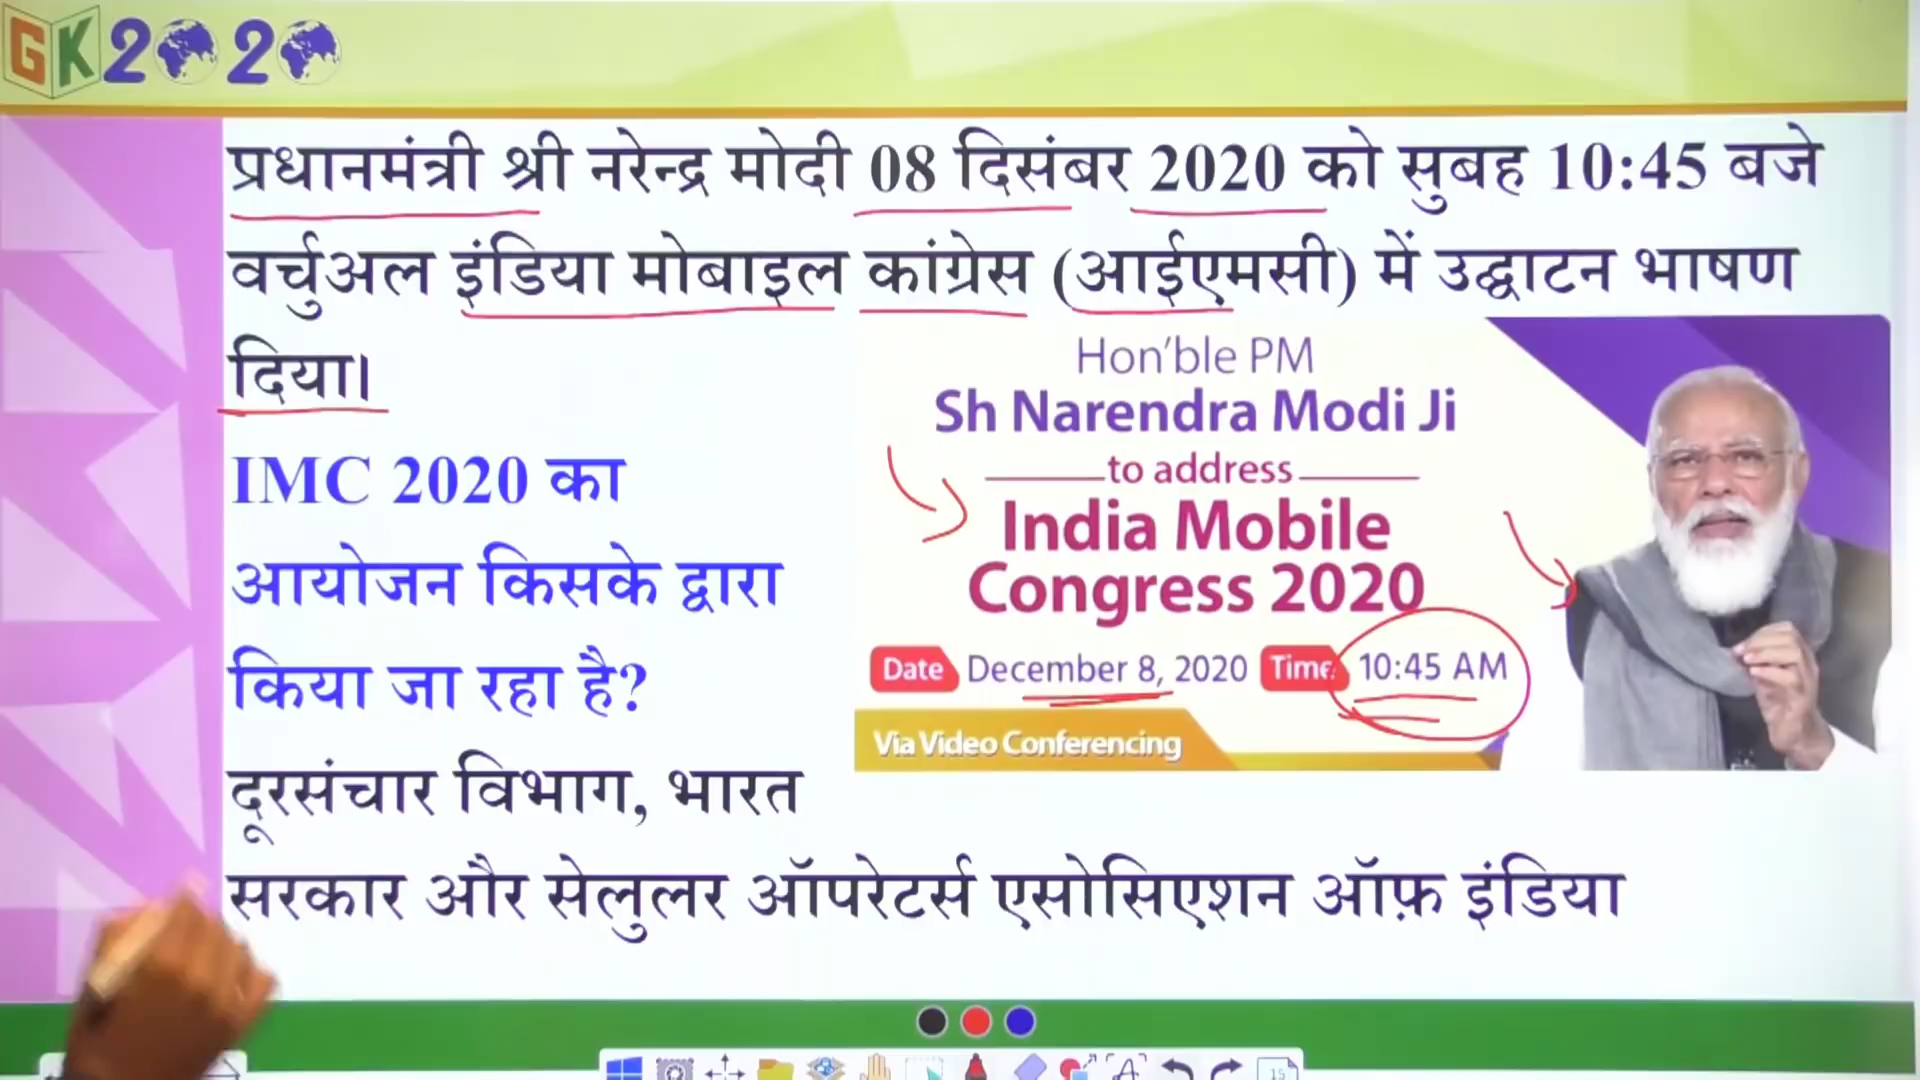 GK2020
प्रधानमंत्री श्री नरेन्द्र मोदी 08 दिसंबर 2020 को सुबह 10:45 बजे
वर्चुअल इंडिया मोबाइल कांग्रेस (आईएमसी) में उद्घाटन भाषण
दिया।
Hon'ble PM
Sh Narendra Modi Ji
to address
India Mobile
Congress 2020
Date December 8, 2020 Time 10:45 AM
Via Video Conferencing
IMC 2020 का
आयोजन किसके द्वारा
किया जा रहा है?
दूरसंचार विभाग, भारत
सरकार और सेलुलर ऑपरेटर्स एसोसिएशन ऑफ़ इंडिया
15